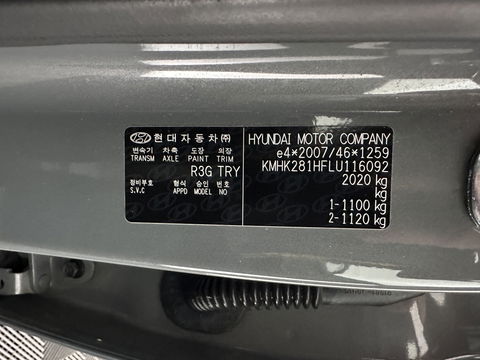 현대자동차㈜
변속기 차축 도장 의장
TRANSM AXLE PAINT TRIM
R3G TRY
정비부호 형식 승인 번호
S.V.C APPD MODEL NO
HYUNDAI MOTOR COMPANY
e4*2007/46*1259
KMHK281HFLU116092
2020 kg
kg
1-1100 kg
2-1120 kg